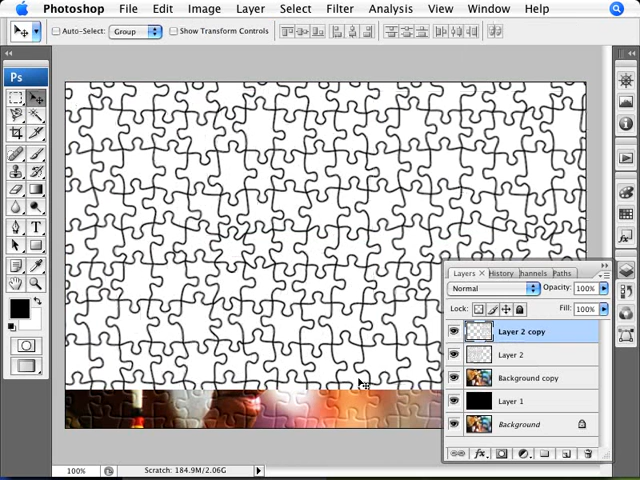 Photoshop File Edit Image Layer Select Filter Analysis View Window Help
Auto-Select: Group Show Transform Controls
Ps
Layers × History hannels Paths
Normal Opacity: 100%
Lock: Fill: 100%
Layer 2 copy
Layer 2
Background copy
Layer 1
Background
T
fx.
100% Scratch: 184.9M/2.06G